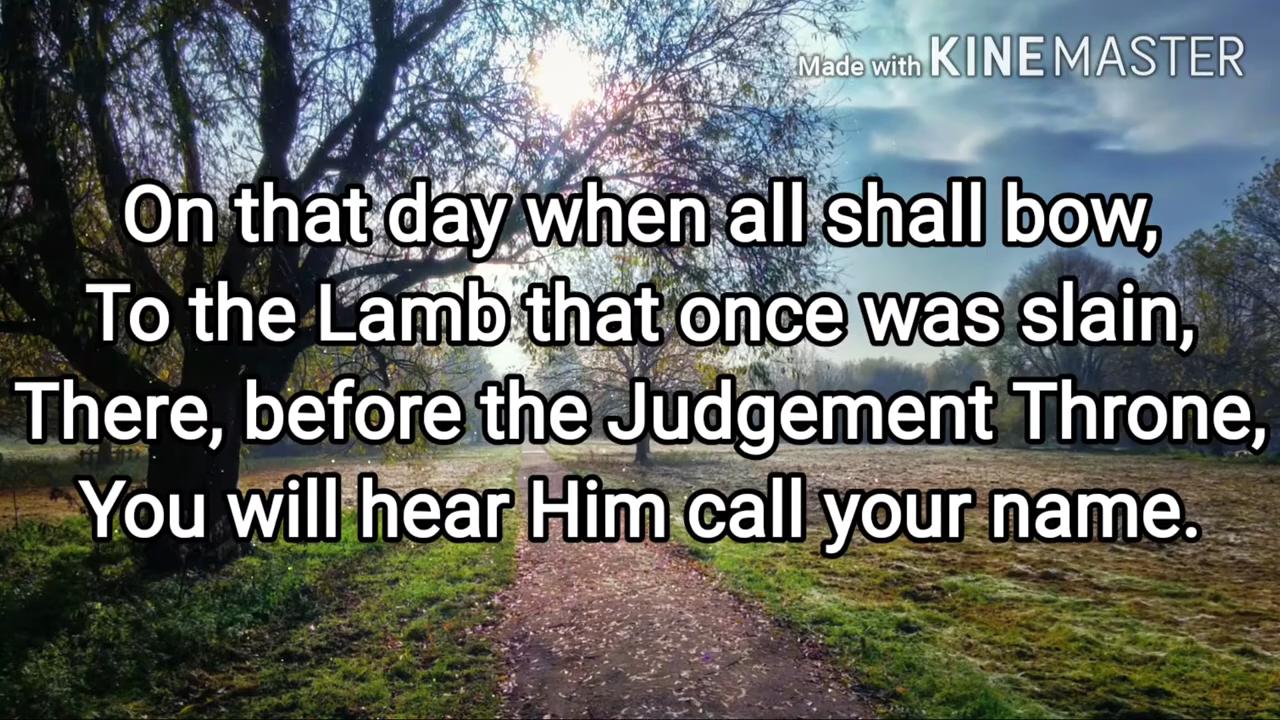 Made with KINEMASTER
On that day when all shall bow,
To the Lamb that once was slain,
There, before the Judgement Throne,
You will hear Him call your name.